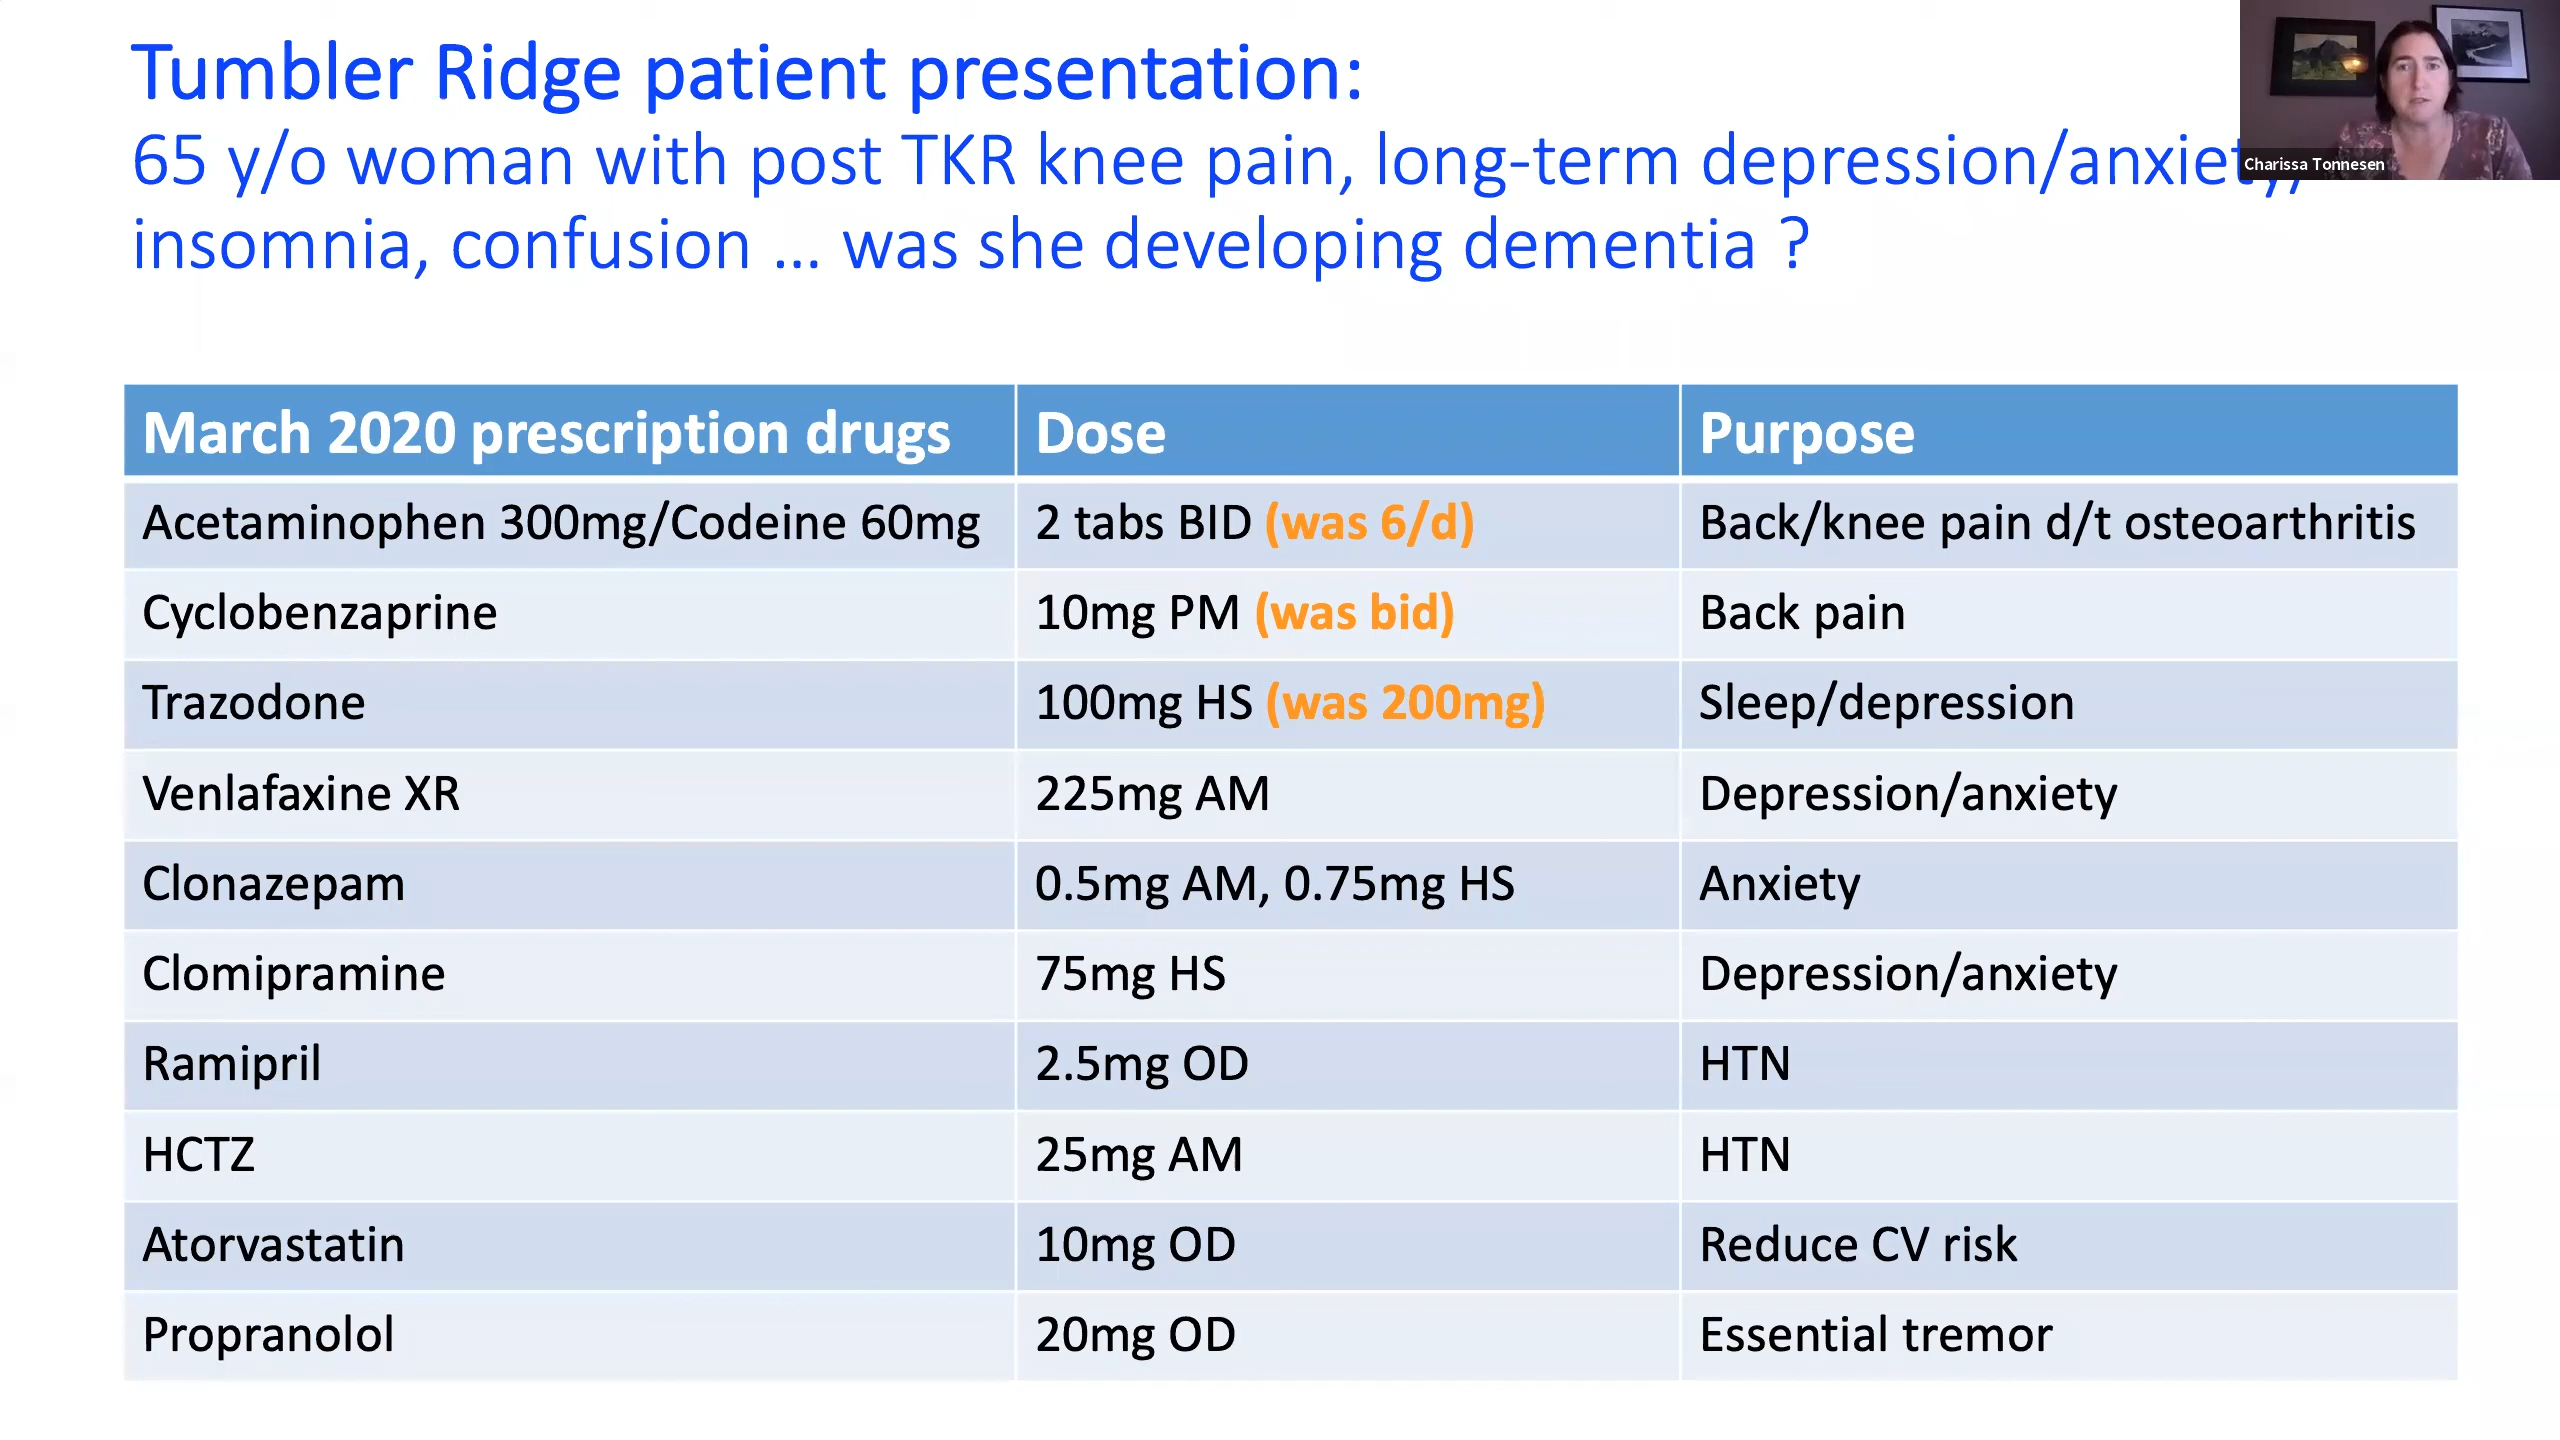 Tumbler Ridge patient presentation:
65 y/o woman with post TKR knee pain, long-term depression/anxiety,
Charissa Tonnesen
insomnia, confusion ... was she developing dementia ?
March 2020 prescription drugs Dose Purpose
Acetaminophen 300mg/Codeine 60mg 2 tabs BID (was 6/d) Back/knee pain d/t osteoarthritis
Cyclobenzaprine 10mg PM (was bid) Back pain
Trazodone 100mg HS (was 200mg) Sleep/depression
Venlafaxine XR 225mg AM Depression/anxiety
Clonazepam 0.5mg AM, 0.75mg HS Anxiety
Clomipramine 75mg HS Depression/anxiety
Ramipril 2.5mg OD HTN
HCTZ 25mg AM HTN
Atorvastatin 10mg OD Reduce CV risk
Propranolol 20mg OD Essential tremor